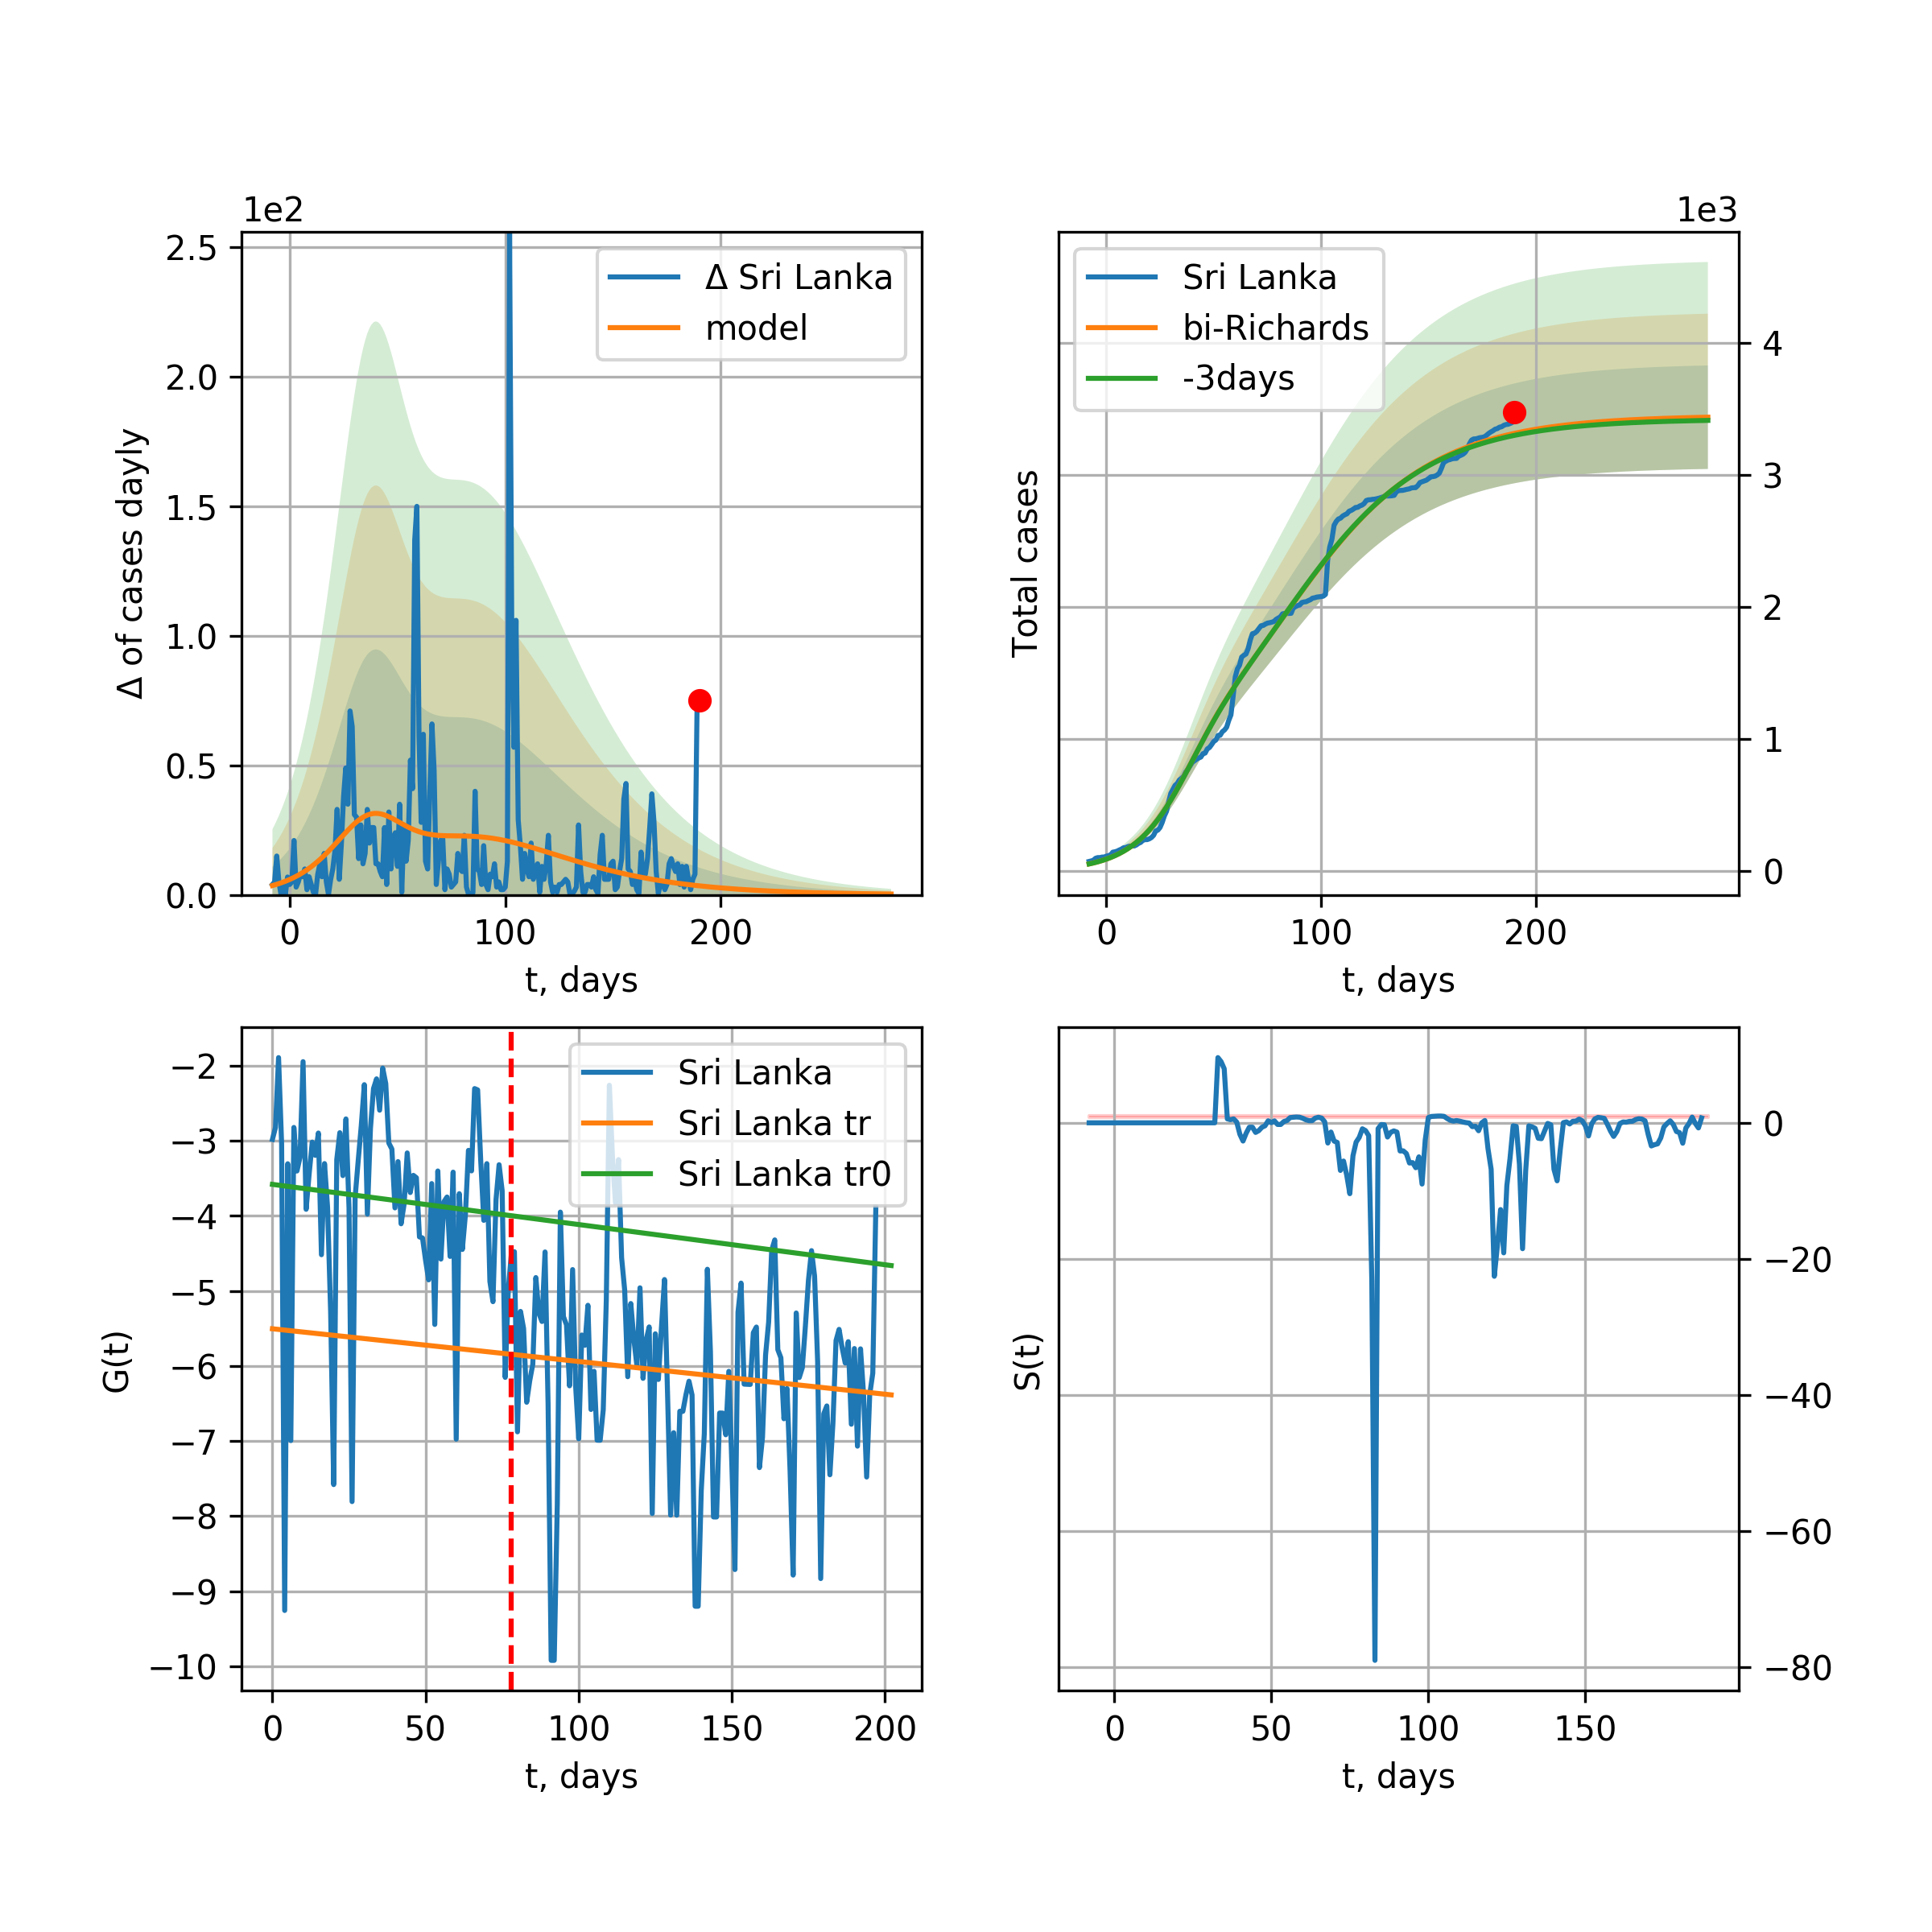 1e2
2.5
2.0
1.5
1.0
0.5
0.0
Δ of cases dayly
Δ Sri Lanka
model
0
100
200
t, days
1e3
Sri Lanka
bi-Richards
-3days
Total cases
4
3
2
1
0
0
100
200
t, days
−2
−3
−4
−5
−6
−7
−8
−9
−10
G(t)
Sri Lanka
Sri Lanka tr
Sri Lanka tr0
0
50
100
150
200
t, days
S(t)
0
−20
−40
−60
−80
0
50
100
150
t, days